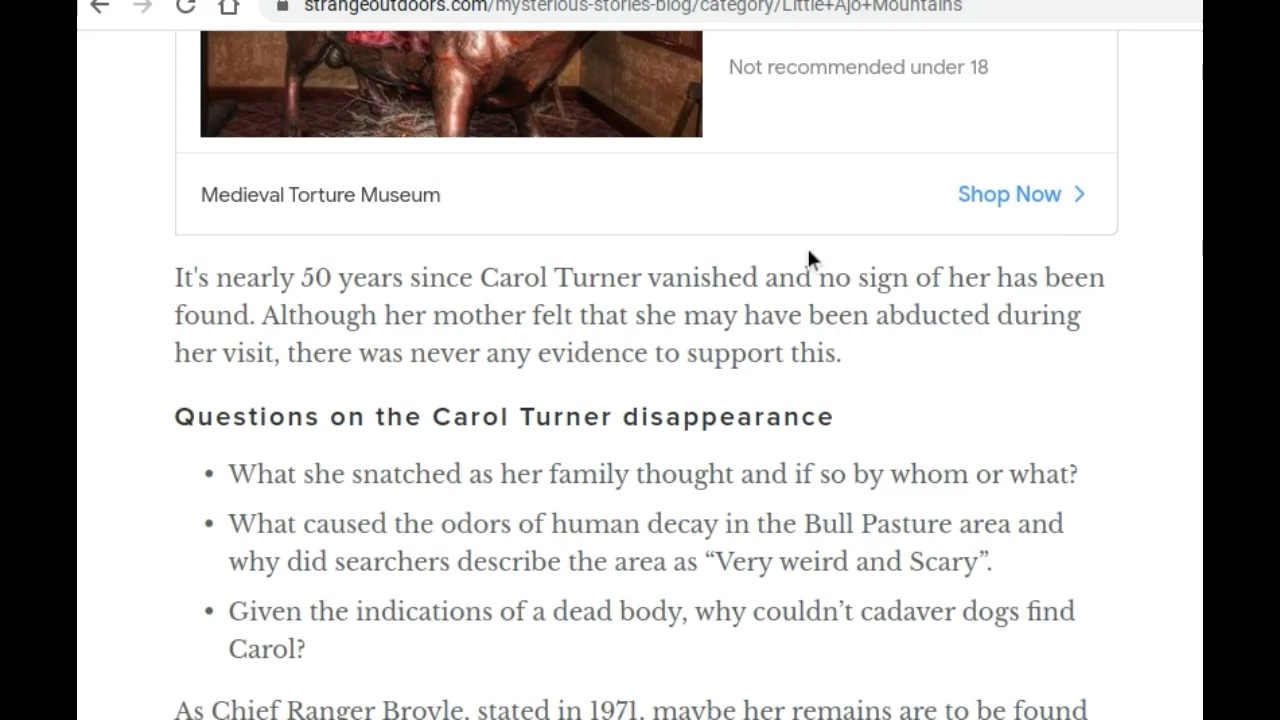 strangeoutdoors.com/mysterious-stories-blog/category/Little+Ajo+Mountains
Not recommended under 18
Medieval Torture Museum
Shop Now
It's nearly 50 years since Carol Turner vanished and no sign of her has been
found. Although her mother felt that she may have been abducted during
her visit, there was never any evidence to support this.
Questions on the Carol Turner disappearance
• What she snatched as her family thought and if so by whom or what?
• What caused the odors of human decay in the Bull Pasture area and
why did searchers describe the area as “Very weird and Scary”.
• Given the indications of a dead body, why couldn’t cadaver dogs find
Carol?
As Chief Ranger Broyle, stated in 1971, maybe her remains are to be found